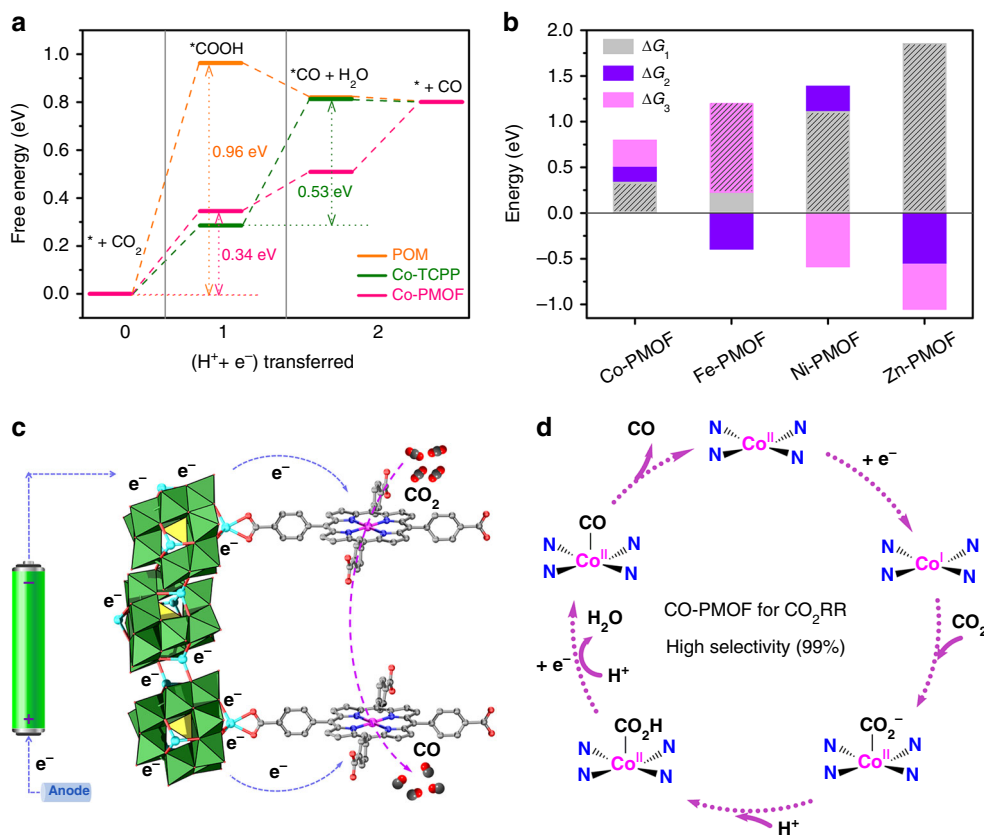 a
Free energy (eV)
1.0
0.8
0.6
0.4
0.2
0.0
* + CO₂
*COOH
*CO + H₂O
* + CO
0.96 eV
0.53 eV
0.34 eV
POM
Co-TCPP
Co-PMOF
0
1
2
(H⁺ + e⁻) transferred
b
Energy (eV)
2.0
1.5
1.0
0.5
0.0
−0.5
−1.0
ΔG₁
ΔG₂
ΔG₃
Co-PMOF
Fe-PMOF
Ni-PMOF
Zn-PMOF
c
e⁻
e⁻
e⁻
e⁻
e⁻
CO₂
e⁻
−
e⁻
+
e⁻
e⁻
e⁻
e⁻
e⁻
e⁻
e⁻
e⁻
CO
Anode
d
CO
N
N
Coᴵᴵ
N
N
+ e⁻
CO
N
N
Coᴵᴵ
N
N
N
N
Coᴵ
N
N
CO-PMOF for CO₂RR
High selectivity (99%)
H₂O
+ e⁻
H⁺
CO₂
CO₂H
N
N
Coᴵᴵ
N
N
CO₂⁻
N
N
Coᴵᴵ
N
N
H⁺